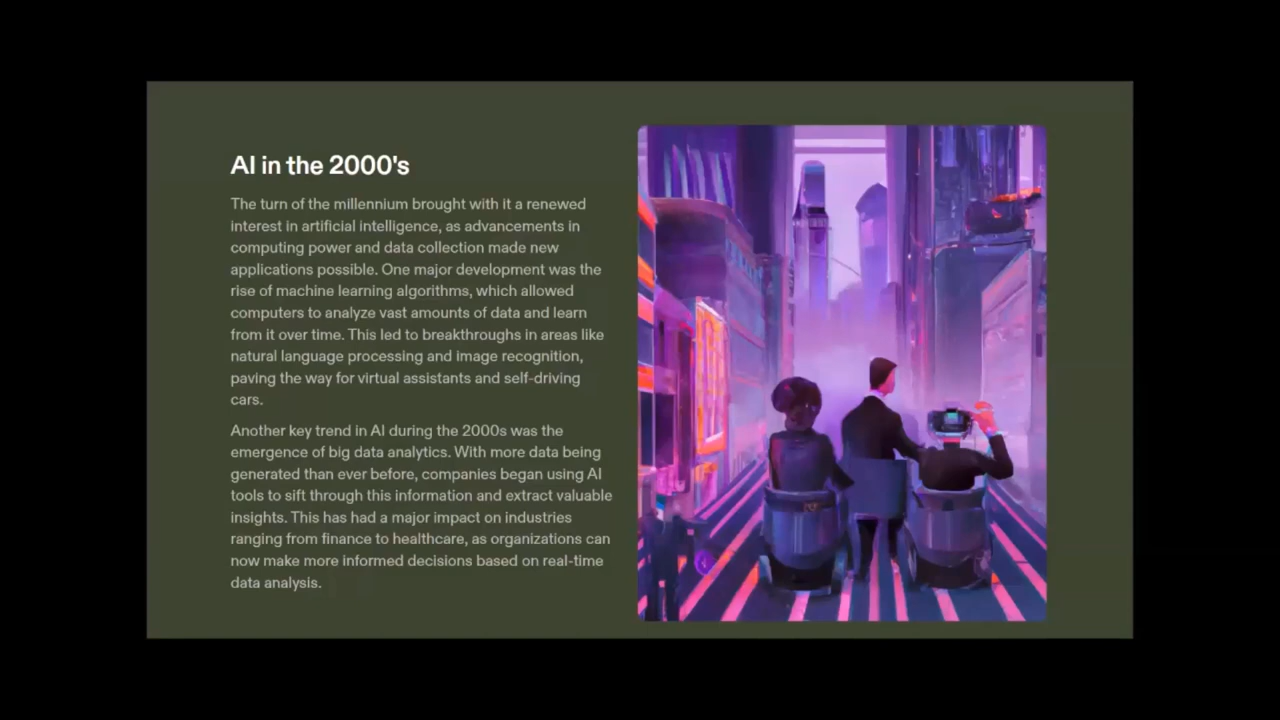 AI in the 2000's
The turn of the millennium brought with it a renewed
interest in artificial intelligence, as advancements in
computing power and data collection made new
applications possible. One major development was the
rise of machine learning algorithms, which allowed
computers to analyze vast amounts of data and learn
from it over time. This led to breakthroughs in areas like
natural language processing and image recognition,
paving the way for virtual assistants and self-driving
cars.
Another key trend in AI during the 2000s was the
emergence of big data analytics. With more data being
generated than ever before, companies began using AI
tools to sift through this information and extract valuable
insights. This has had a major impact on industries
ranging from finance to healthcare, as organizations can
now make more informed decisions based on real-time
data analysis.